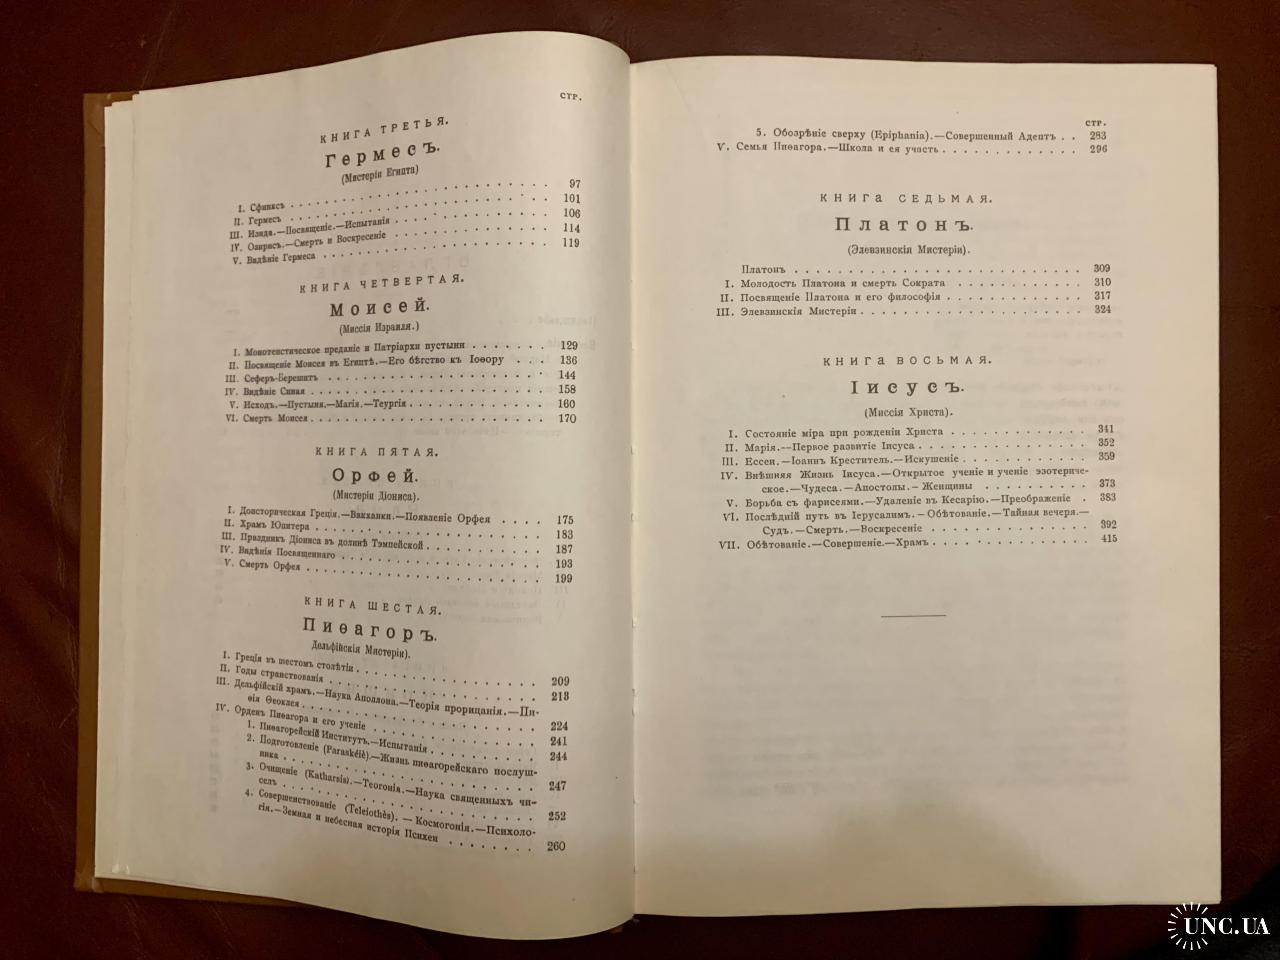 СТР.
КНИГА ТРЕТЬЯ.
Гермесъ.
(Мистеріи Египта)
I. Сфинксъ . . . . . 97
II. Гермесъ . . . . . 101
III. Изида.—Посвященіе.—Испытанія . . . . . 106
IV. Озирисъ.—Смерть и Воскресеніе . . . . . 114
V. Видѣніе Гермеса . . . . . 119
КНИГА ЧЕТВЕРТАЯ.
Моисей.
(Миссія Израиля.)
I. Монотеистическое преданіе и Патріархи пустыни . . . . . 129
II. Посвященіе Моисея въ Египтѣ.—Его бѣгство къ Іоѳору . . . 136
III. Сеферъ-Берешитъ . . . . . 144
IV. Видѣніе Синая . . . . . 158
V. Исходъ.—Пустыня.—Магія.—Теургія . . . . . 160
VI. Смерть Моисея . . . . . 170
КНИГА ПЯТАЯ.
Орфей.
(Мистеріи Діониса).
I. Доисторическая Греція.—Вакханки.—Появленіе Орфея . . . . 175
II. Храмъ Юпитера . . . . . 183
III. Праздникъ Діониса въ долинѣ Тэмпейской . . . . . 187
IV. Видѣнія Посвященнаго . . . . . 193
V. Смерть Орфея . . . . . 199
КНИГА ШЕСТАЯ.
Пиѳагоръ.
Дельфійскія Мистеріи).
I. Греція въ шестомъ столѣтіи . . . . . 209
II. Годы странствованія . . . . . 213
III. Дельфійскій храмъ.—Наука Аполлона.—Теорія прорицанія.—Пи-
ѳія Ѳеоклея . . . . . 224
IV. Орденъ Пиѳагора и его ученіе . . . . . 241
1. Пиѳагорейскій Институтъ.—Испытанія . . . . . 244
2. Подготовленіе (Paraskéiè).—Жизнь пиѳагорейскаго послуш-
ника . . . . . 247
3. Очищеніе (Katharsia).—Теогонія.—Наука священныхъ чи-
селъ . . . . . 252
4. Совершенствованіе (Teleiothès). — Космогонія.—Психоло-
гія.—Земная и небесная исторія Психеи . . . . . 260
СТР.
5. Обозрѣніе сверху (Epiphania).—Совершенный Адептъ . . 283
V. Семья Пиѳагора.—Школа и ея участь . . . . . 296
КНИГА СЕДЬМАЯ.
Платонъ.
(Элевзинскія Мистеріи).
Платонъ . . . . . 309
I. Молодость Платона и смерть Сократа . . . . . 310
II. Посвященіе Платона и его философія . . . . . 317
III. Элевзинскія Мистеріи . . . . . 324
КНИГА ВОСЬМАЯ.
Іисусъ.
(Миссія Христа).
I. Состояніе міра при рожденіи Христа . . . . . 341
II. Марія.—Первое развитіе Іисуса . . . . . 352
III. Ессеи.—Іоаннъ Креститель.—Искушеніе . . . . . 359
IV. Внѣшняя Жизнь Іисуса.—Открытое ученіе и ученіе эзотериче-
ское.—Чудеса.—Апостолы.—Женщины . . . . . 373
V. Борьба съ фарисеями.—Удаленіе въ Кесарію.—Преображеніе . 383
VI. Послѣдній путь въ Іерусалимъ.—Обѣтованіе.—Тайная вечеря.—
Судъ.—Смерть.—Воскресеніе . . . . . 392
VII. Обѣтованіе.—Совершеніе.—Храмъ . . . . . 415
UNC.UA